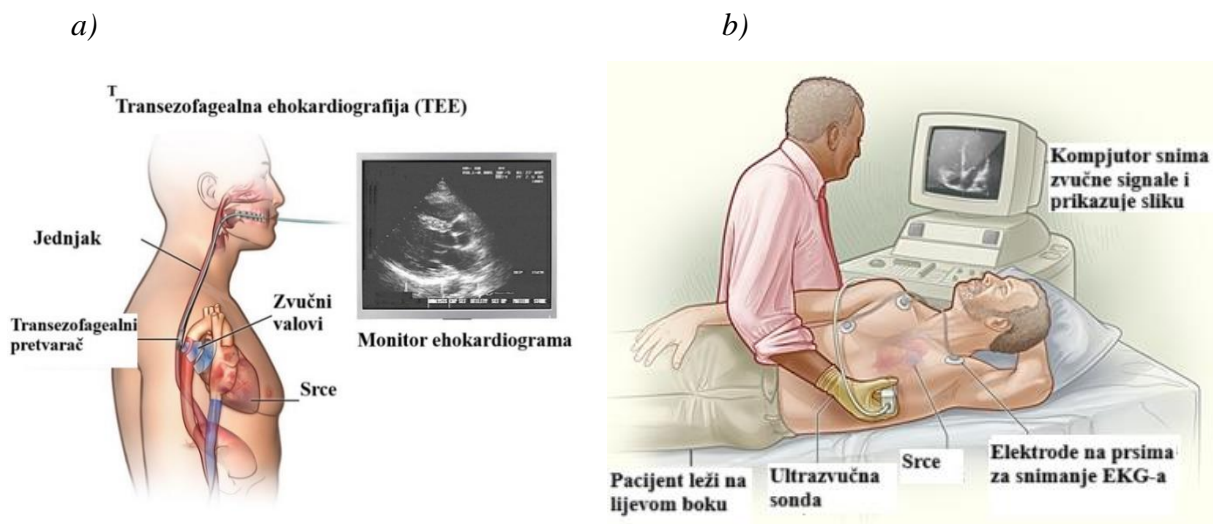 a)
b)
T
Transezofagealna ehokardiografija (TEE)
Jednjak
Zvučni
valovi
Transezofagealni
pretvarač
Srce
Monitor ehokardiograma
Kompjutor snima
zvučne signale i
prikazuje sliku
Pacijent leži na
lijevom boku
Ultrazvučna
sonda
Srce
Elektrode na prsima
za snimanje EKG-a